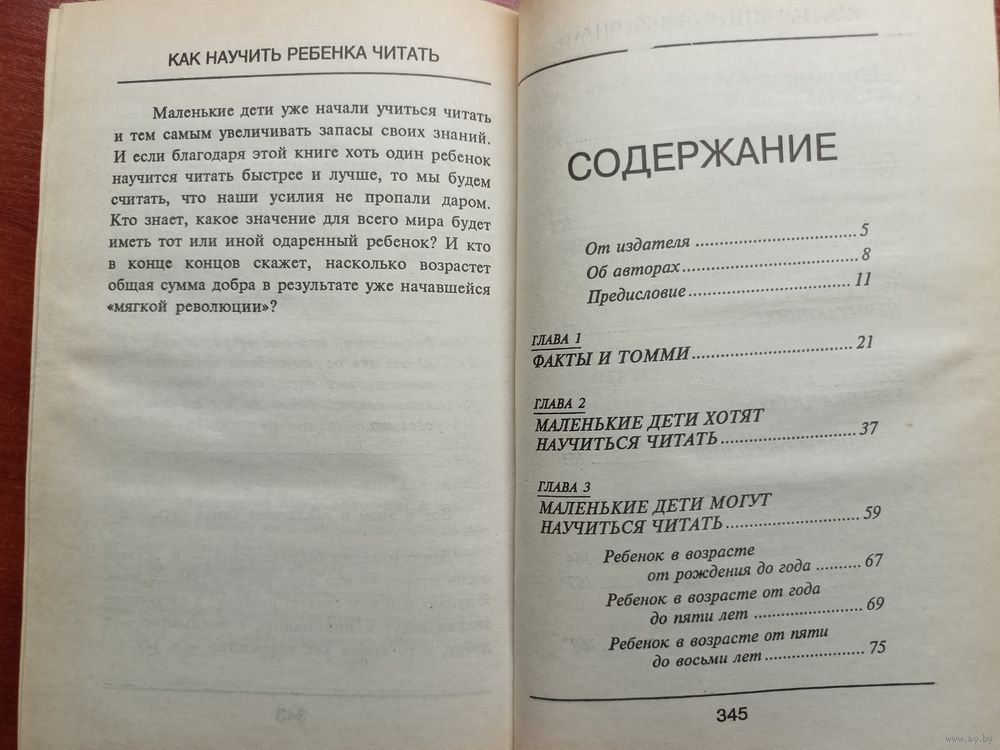 КАК НАУЧИТЬ РЕБЕНКА ЧИТАТЬ
Маленькие дети уже начали учиться читать
и тем самым увеличивать запасы своих знаний.
И если благодаря этой книге хоть один ребенок
научится читать быстрее и лучше, то мы будем
считать, что наши усилия не пропали даром.
Кто знает, какое значение для всего мира будет
иметь тот или иной одаренный ребенок? И кто
в конце концов скажет, насколько возрастет
общая сумма добра в результате уже начавшейся
«мягкой революции»?
СОДЕРЖАНИЕ
От издателя 5
Об авторах 8
Предисловие 11
ГЛАВА 1
ФАКТЫ И ТОММИ 21
ГЛАВА 2
МАЛЕНЬКИЕ ДЕТИ ХОТЯТ
НАУЧИТЬСЯ ЧИТАТЬ 37
ГЛАВА 3
МАЛЕНЬКИЕ ДЕТИ МОГУТ
НАУЧИТЬСЯ ЧИТАТЬ 59
Ребенок в возрасте
от рождения до года 67
Ребенок в возрасте от года
до пяти лет 69
Ребенок в возрасте от пяти
до восьми лет 75
345
www.ay.by